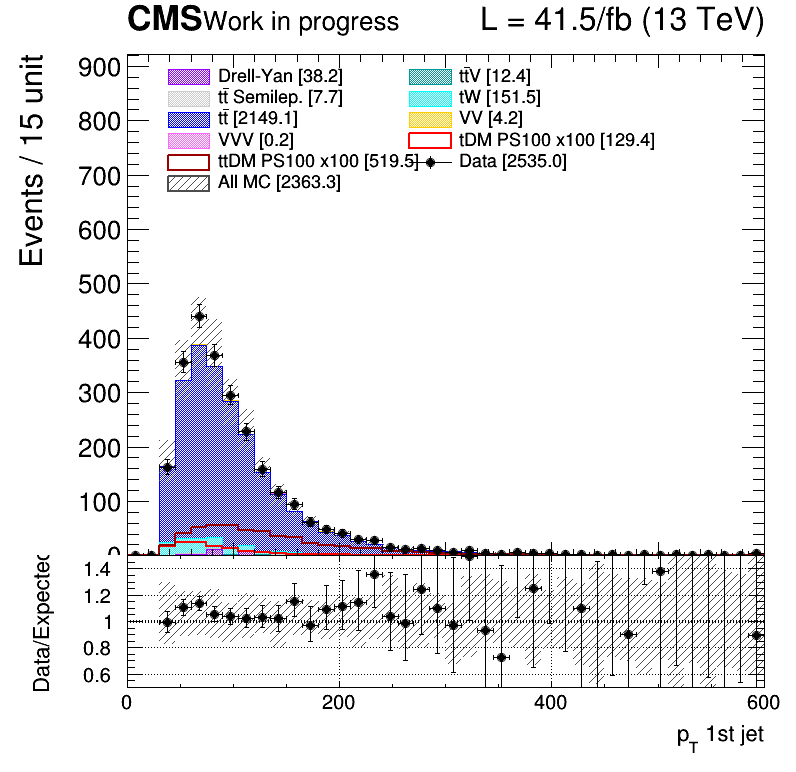 CMS Work in progress L = 41.5/fb (13 TeV)
Events / 15 unit
900
800
700
600
500
400
300
200
100
0
Drell-Yan [38.2] tt̄V [12.4]
tt̄ Semilep. [7.7] tW [151.5]
tt̄ [2149.1] VV [4.2]
VVV [0.2] tDM PS100 x100 [129.4]
ttDM PS100 x100 [519.5] Data [2535.0]
All MC [2363.3]
Data/Expected
1.4
1.2
1
0.8
0.6
0 200 400 600
p_T 1st jet